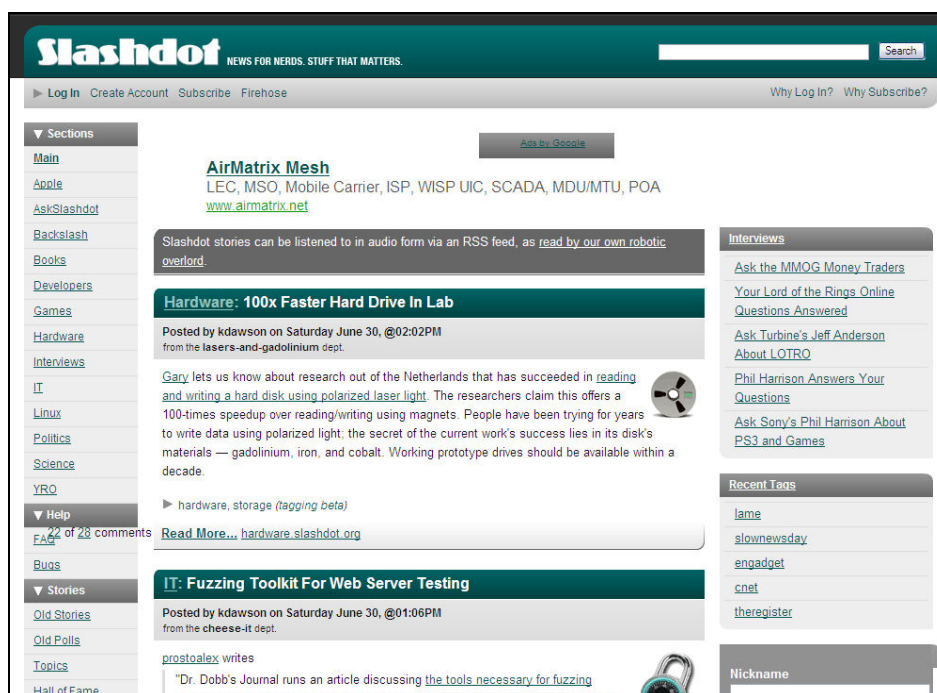 Slashdot NEWS FOR NERDS. STUFF THAT MATTERS.
Search
Log In Create Account Subscribe Firehose
Why Log In? Why Subscribe?
Sections
Main
Apple
AskSlashdot
Backslash
Books
Developers
Games
Hardware
Interviews
IT
Linux
Politics
Science
YRO
Help
FAQ
Bugs
Stories
Old Stories
Old Polls
Topics
Hall of Fame
Ads by Google
AirMatrix Mesh
LEC, MSO, Mobile Carrier, ISP, WISP UIC, SCADA, MDU/MTU, POA
www.airmatrix.net
Slashdot stories can be listened to in audio form via an RSS feed, as read by our own robotic
overlord.
Hardware: 100x Faster Hard Drive In Lab
Posted by kdawson on Saturday June 30, @02:02PM
from the lasers-and-gadolinium dept.
Gary lets us know about research out of the Netherlands that has succeeded in reading
and writing a hard disk using polarized laser light. The researchers claim this offers a
100-times speedup over reading/writing using magnets. People have been trying for years
to write data using polarized light; the secret of the current work's success lies in its disk's
materials — gadolinium, iron, and cobalt. Working prototype drives should be available within a
decade.
hardware, storage (tagging beta)
22 of 28 comments
Read More... hardware.slashdot.org
IT: Fuzzing Toolkit For Web Server Testing
Posted by kdawson on Saturday June 30, @01:06PM
from the cheese-it dept.
prostoalex writes
"Dr. Dobb's Journal runs an article discussing the tools necessary for fuzzing
Interviews
Ask the MMOG Money Traders
Your Lord of the Rings Online
Questions Answered
Ask Turbine's Jeff Anderson
About LOTRO
Phil Harrison Answers Your
Questions
Ask Sony's Phil Harrison About
PS3 and Games
Recent Tags
lame
slownewsday
engadget
cnet
theregister
Nickname